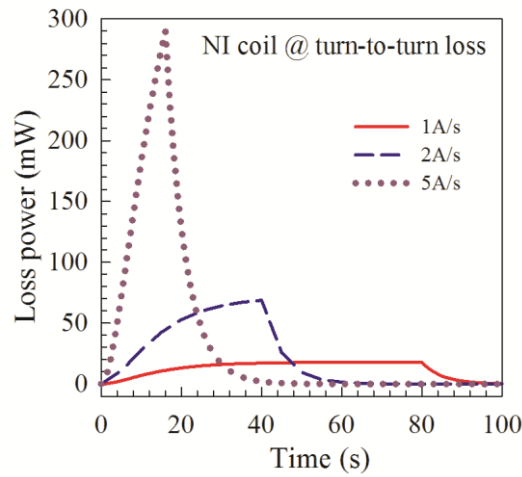 NI coil @ turn-to-turn loss
1A/s
2A/s
5A/s
Loss power (mW)
300
250
200
150
100
50
0
0 20 40 60 80 100
Time (s)